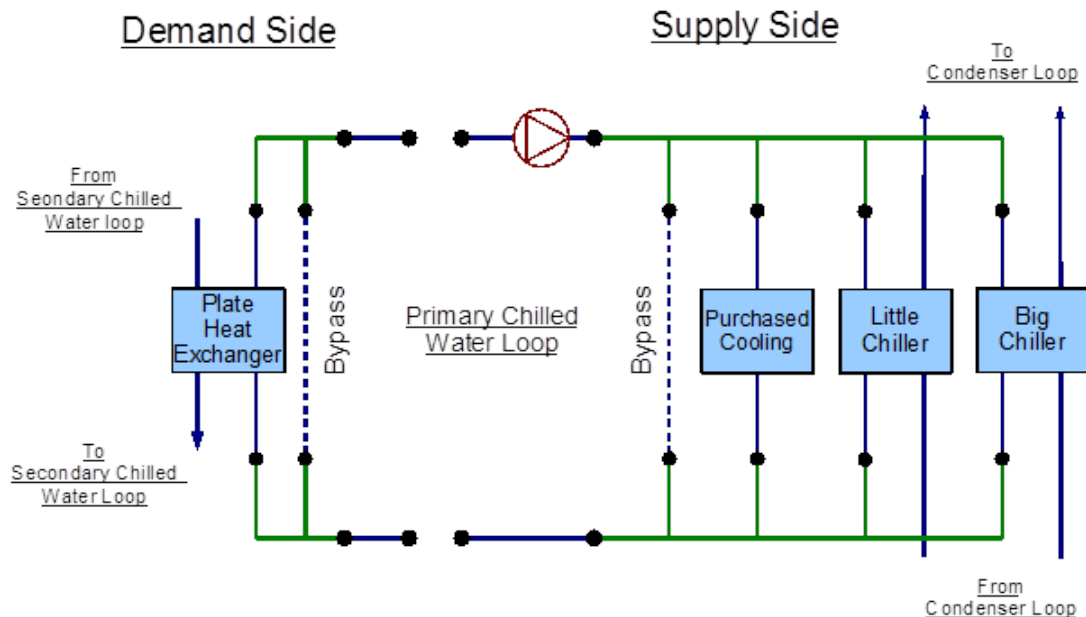 Demand Side
Supply Side
To
Condenser Loop
From
Seondary Chilled
Water loop
Plate
Heat
Exchanger
Bypass
Primary Chilled
Water Loop
Bypass
Purchased
Cooling
Little
Chiller
Big
Chiller
To
Secondary Chilled
Water Loop
From
Condenser Loop